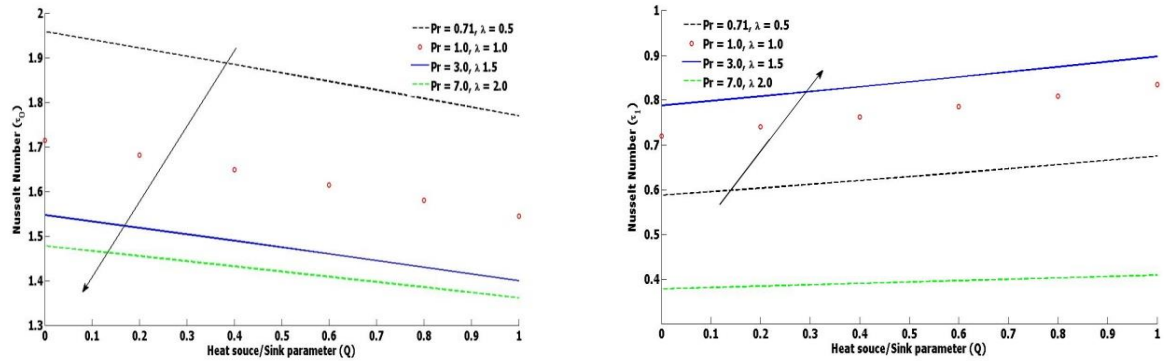 2
1.9
1.8
1.7
1.6
1.5
1.4
1.3
Nusselt Number (τ0)
0 0.1 0.2 0.3 0.4 0.5 0.6 0.7 0.8 0.9 1
Heat souce/Sink parameter (Q)
Pr = 0.71, λ = 0.5
Pr = 1.0, λ = 1.0
Pr = 3.0, λ 1.5
Pr = 7.0, λ = 2.0
1
0.9
0.8
0.7
0.6
0.5
0.4
Nusselt Number (τ1)
0 0.1 0.2 0.3 0.4 0.5 0.6 0.7 0.8 0.9 1
Heat souce/Sink parameter (Q)
Pr = 0.71, λ = 0.5
Pr = 1.0, λ = 1.0
Pr = 3.0, λ = 1.5
Pr = 7.0, λ 2.0